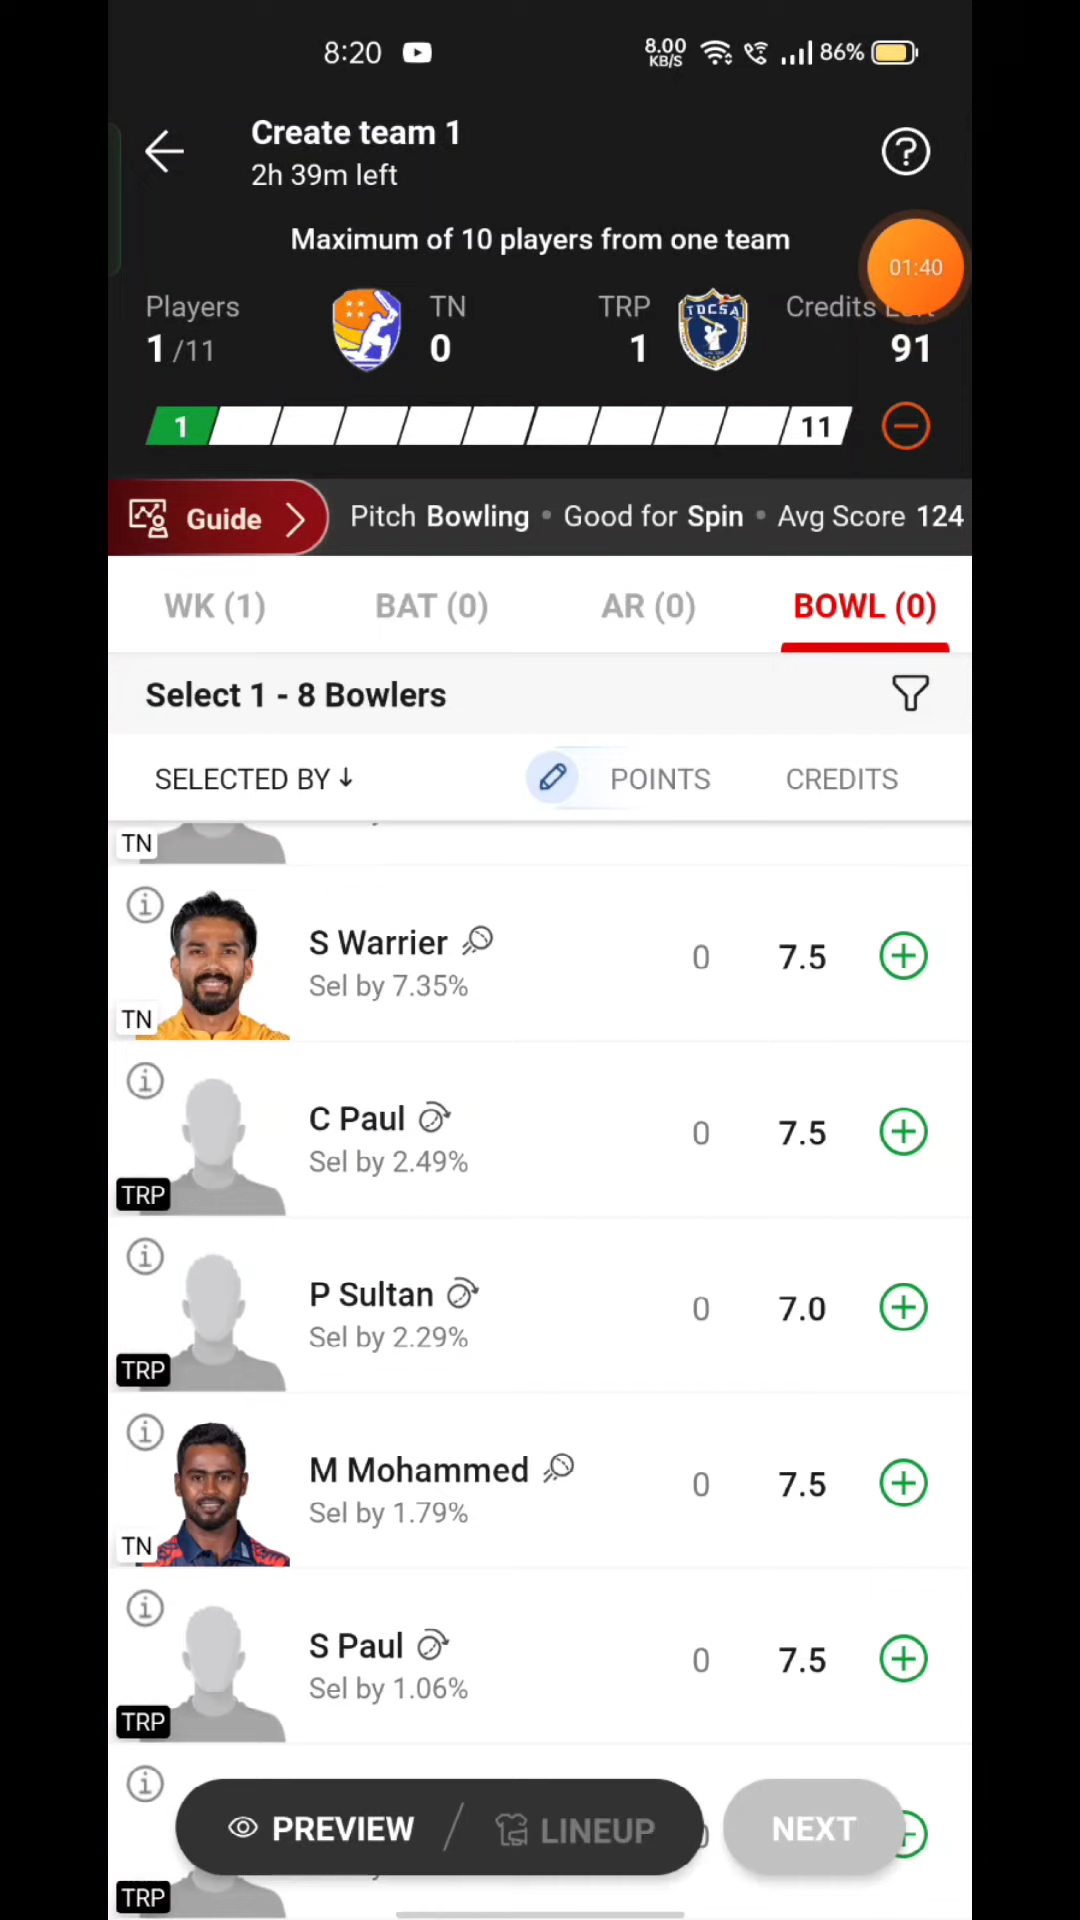 8:20
8.00 KB/S
86%
Create team 1
2h 39m left
Maximum of 10 players from one team
01:40
Players
1/11
TN
0
TRP
1
TDCSA
Credits
91
1
11
Guide
Pitch Bowling • Good for Spin • Avg Score 124
WK (1) BAT (0) AR (0) BOWL (0)
Select 1 - 8 Bowlers
SELECTED BY ↓ POINTS CREDITS
TN
S Warrier
Sel by 7.35%
0 7.5
TN
C Paul
Sel by 2.49%
0 7.5
TRP
P Sultan
Sel by 2.29%
0 7.0
TRP
M Mohammed
Sel by 1.79%
0 7.5
TN
S Paul
Sel by 1.06%
0 7.5
TRP
PREVIEW / LINEUP NEXT
TRP